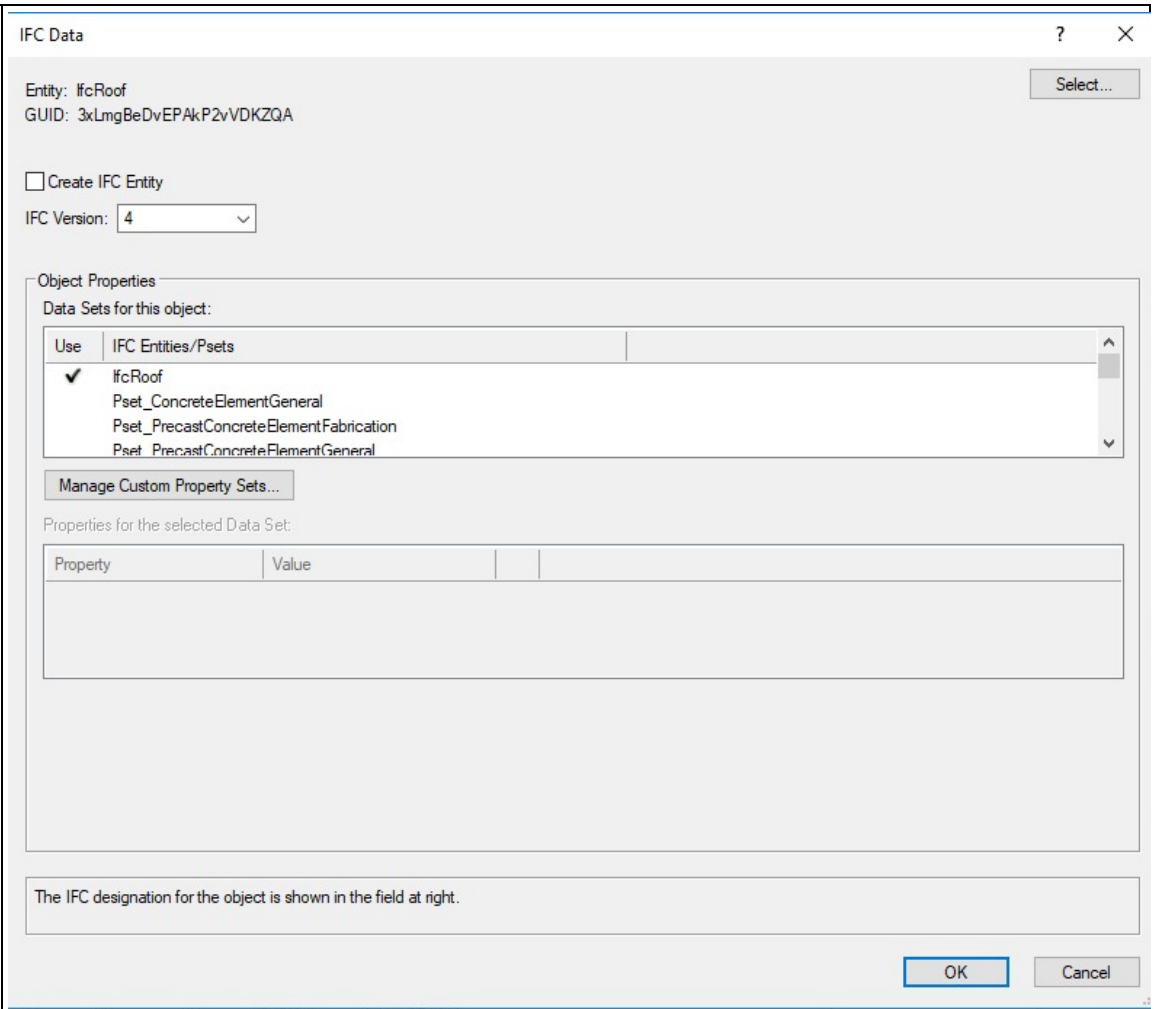 IFC Data
?
Entity: IfcRoof
Select...
GUID: 3xLmgBeDvEPAkP2vVDKZQA
Create IFC Entity
IFC Version: 4
Object Properties
Data Sets for this object:
Use IFC Entities/Psets
IfcRoof
Pset_ConcreteElementGeneral
Pset_PrecastConcreteElementFabrication
Pset_PrecastConcreteElementGeneral
Manage Custom Property Sets...
Properties for the selected Data Set:
Property Value
The IFC designation for the object is shown in the field at right.
OK Cancel